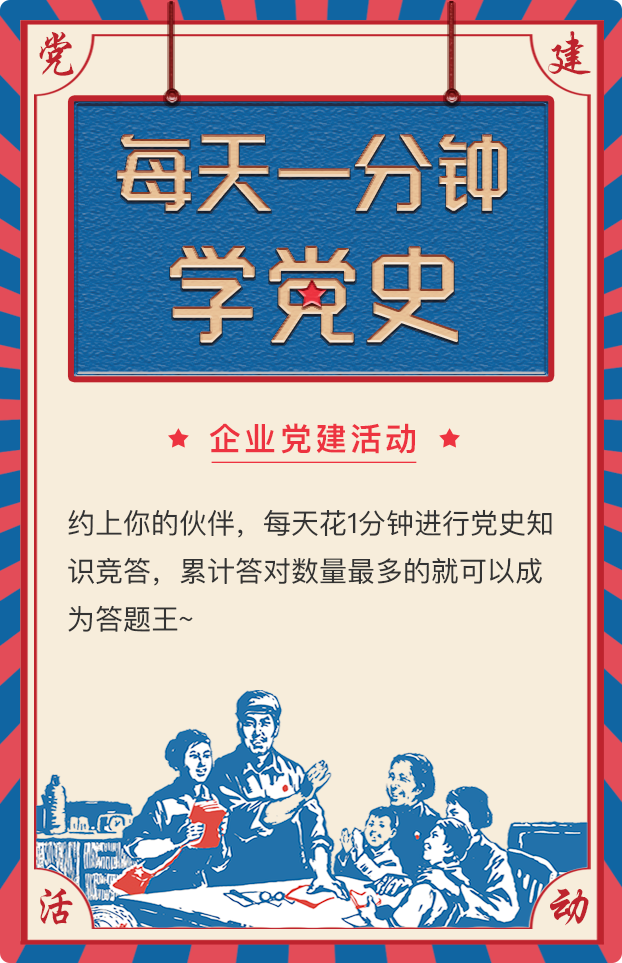 党 建
每天一分钟
学党史
企业党建活动
约上你的伙伴，每天花1分钟进行党史知
识竞答，累计答对数量最多的就可以成
为答题王~
活 动